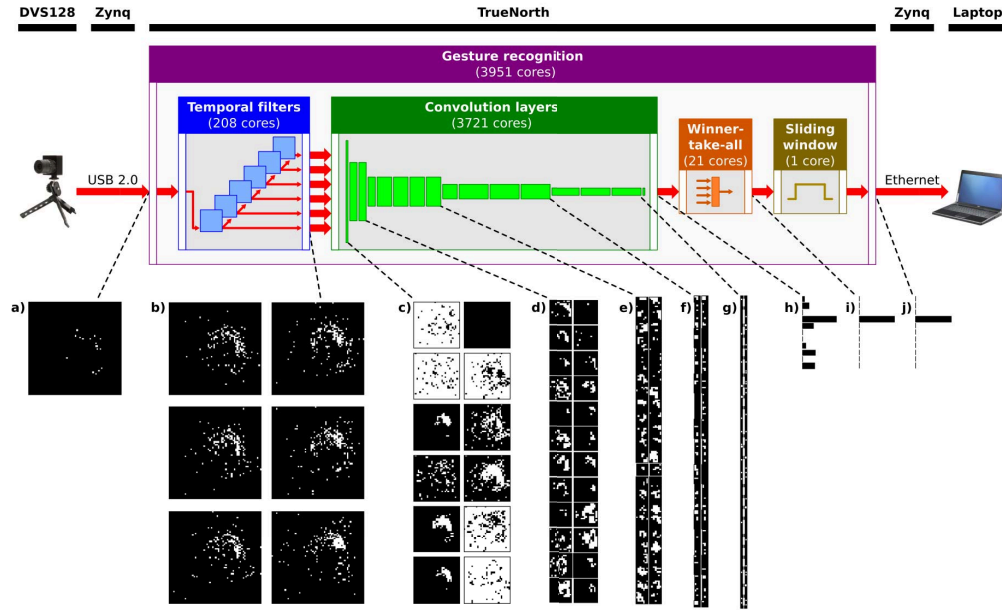 DVS128 Zynq TrueNorth Zynq Laptop
Gesture recognition
(3951 cores)
Temporal filters
(208 cores)
Convolution layers
(3721 cores)
Winner-
take-all
(21 cores)
Sliding
window
(1 core)
USB 2.0
Ethernet
a) b) c) d) e) f) g) h) i) j)